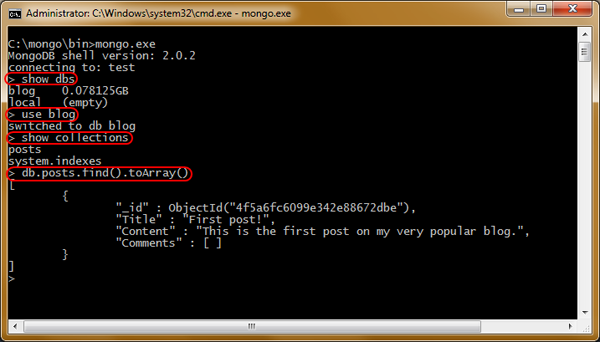 Administrator: C:\Windows\system32\cmd.exe - mongo.exe
C:\mongo\bin>mongo.exe
MongoDB shell version: 2.0.2
connecting to: test
> show dbs
blog    0.078125GB
local   (empty)
> use blog
switched to db blog
> show collections
posts
system.indexes
> db.posts.find().toArray()
[
        {
                "_id" : ObjectId("4f5a6fc6099e342e88672dbe"),
                "Title" : "First post!",
                "Content" : "This is the first post on my very popular blog.",
                "Comments" : [ ]
        }
]
>